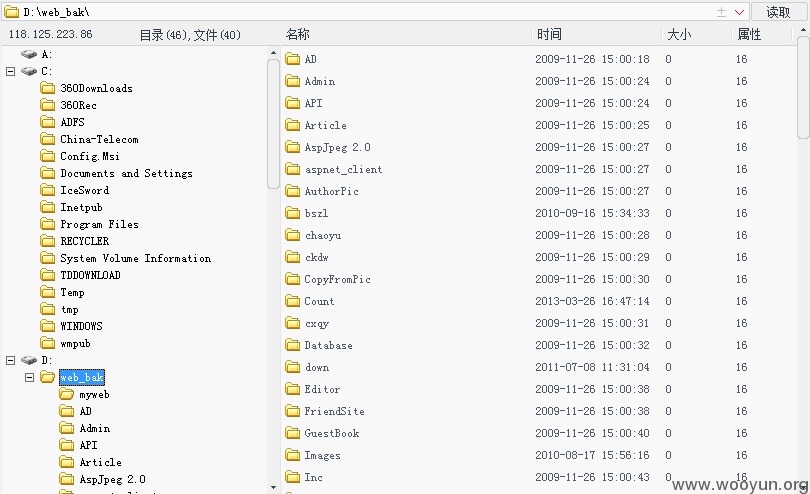 D:\web_bak\ 读取
118.125.223.86 目录(46),文件(40) 名称 时间 大小 属性
A:
C:
360Downloads
360Rec
ADFS
China-Telecom
Config.Msi
Documents and Settings
IceSword
Inetpub
Program Files
RECYCLER
System Volume Information
TDDOWNLOAD
Temp
tmp
WINDOWS
wmpub
D:
web_bak
myweb
AD
Admin
API
Article
AspJpeg 2.0
AD 2009-11-26 15:00:18 0 16
Admin 2009-11-26 15:00:24 0 16
API 2009-11-26 15:00:24 0 16
Article 2009-11-26 15:00:25 0 16
AspJpeg 2.0 2009-11-26 15:00:27 0 16
aspnet_client 2009-11-26 15:00:27 0 16
AuthorPic 2009-11-26 15:00:27 0 16
bszl 2010-09-16 15:34:33 0 16
chaoyu 2009-11-26 15:00:28 0 16
ckdw 2009-11-26 15:00:29 0 16
CopyFromPic 2009-11-26 15:00:30 0 16
Count 2013-03-26 16:47:14 0 16
cxqy 2009-11-26 15:00:31 0 16
Database 2009-11-26 15:00:32 0 16
down 2011-07-08 11:31:04 0 16
Editor 2009-11-26 15:00:38 0 16
FriendSite 2009-11-26 15:00:38 0 16
GuestBook 2009-11-26 15:00:40 0 16
Images 2010-08-17 15:56:16 0 16
Inc 2009-11-26 15:00:43 0 16
www.wooyun.org